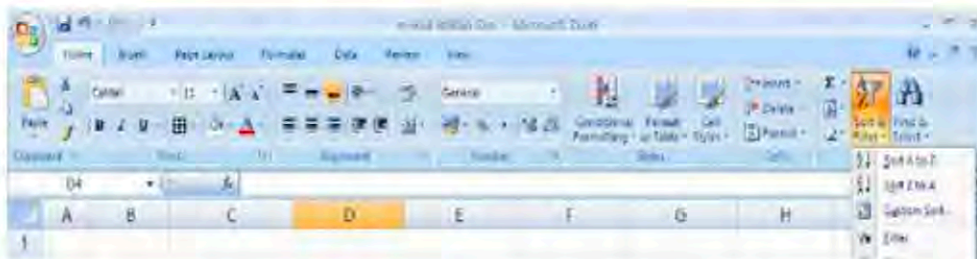 Microsoft Excel
Home Insert Page Layout Formulas Data Review View
Calibri 11 A A General Insert
B I U A % , Conditional Format Cell Delete Sort & Find &
Paste Formatting as Table Styles Format Filter Select
Clipboard Font Alignment Number Styles Cells
D4 fx Sort A to Z
Sort Z to A
A B C D E F G H Custom Sort...
1 Filter